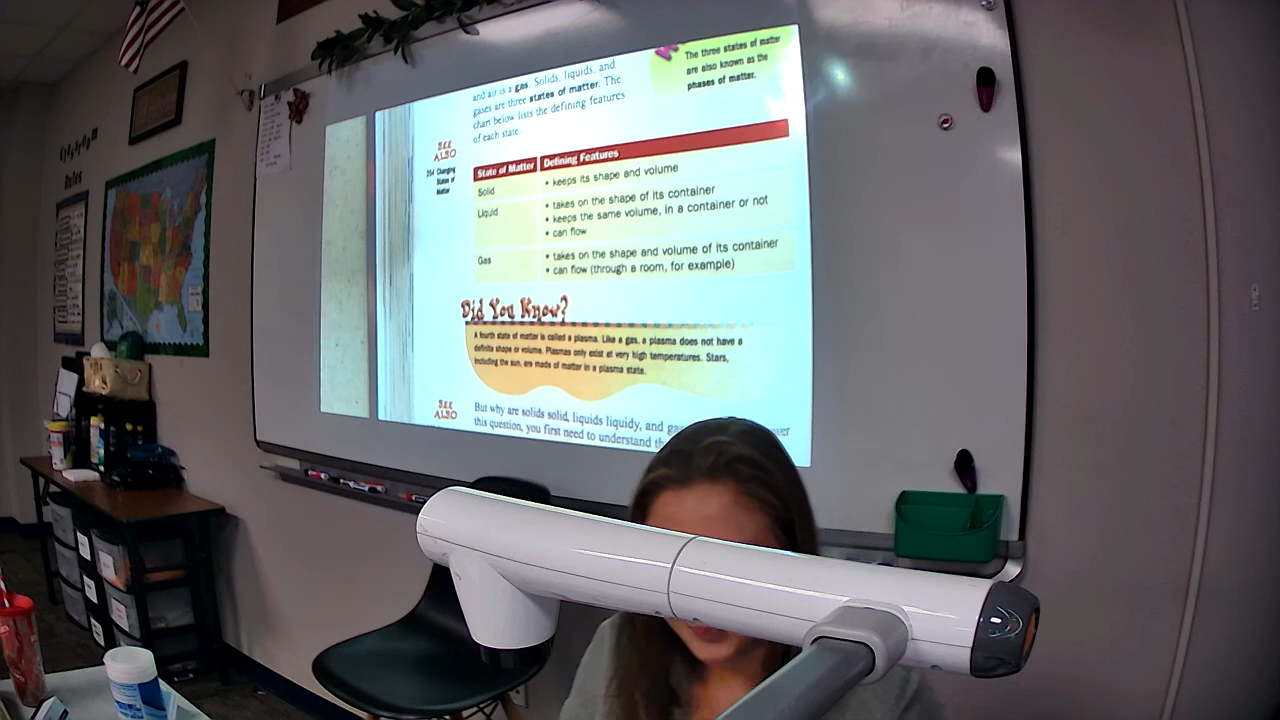 and air is a gas. Solids, liquids, and
gases are three states of matter. The
chart below lists the defining features
of each state.
The three states of matter
are also known as the
phases of matter.
SEE
ALSO
254 Changing
States of
Matter
State of Matter Defining Features
Solid • keeps its shape and volume
Liquid • takes on the shape of its container
• keeps the same volume, in a container or not
• can flow
Gas • takes on the shape and volume of its container
• can flow (through a room, for example)
Did You Know?
A fourth state of matter is called a plasma. Like a gas, a plasma does not have a
definite shape or volume. Plasmas only exist at very high temperatures. Stars,
including the sun, are made of matter in a plasma state.
SEE
ALSO
But why are solids solid, liquids liquidy, and
this question, you first need to understand
Rules